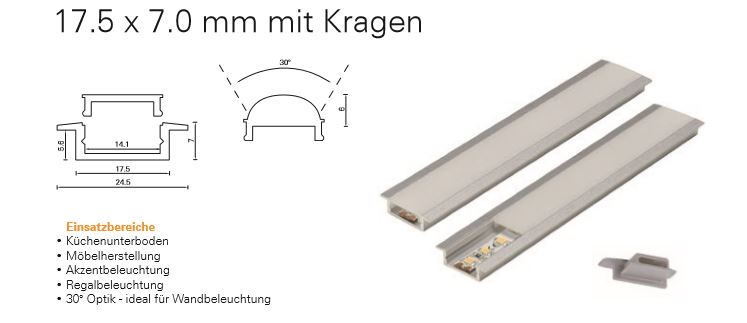 17.5 x 7.0 mm mit Kragen
30°
6
14.1
6.6
7
17.5
24.5
Einsatzbereiche
• Küchenunterboden
• Möbelherstellung
• Akzentbeleuchtung
• Regalbeleuchtung
• 30° Optik - ideal für Wandbeleuchtung